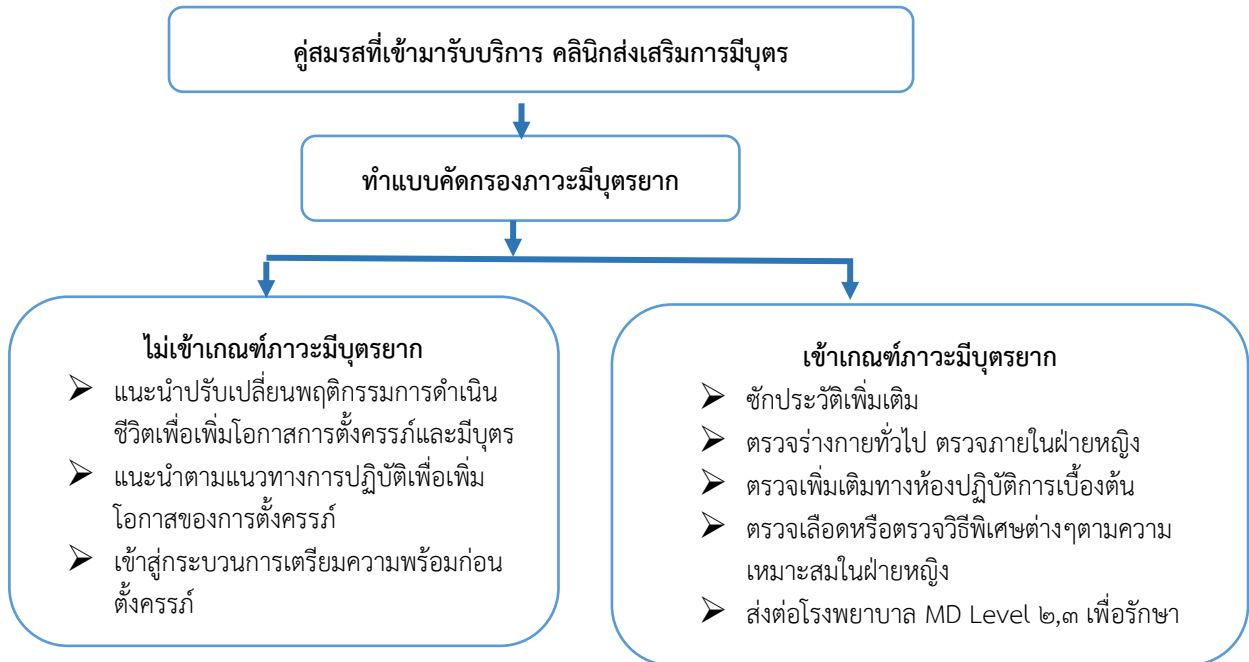 คู่สมรสที่เข้ามารับบริการ คลินิกส่งเสริมการมีบุตร
ทำแบบคัดกรองภาวะมีบุตรยาก
ไม่เข้าเกณฑ์ภาวะมีบุตรยาก
➢ แนะนำปรับเปลี่ยนพฤติกรรมการดำเนิน
ชีวิตเพื่อเพิ่มโอกาสการตั้งครรภ์และมีบุตร
➢ แนะนำตามแนวทางการปฏิบัติเพื่อเพิ่ม
โอกาสของการตั้งครรภ์
➢ เข้าสู่กระบวนการเตรียมความพร้อมก่อน
ตั้งครรภ์
เข้าเกณฑ์ภาวะมีบุตรยาก
➢ ซักประวัติเพิ่มเติม
➢ ตรวจร่างกายทั่วไป ตรวจภายในฝ่ายหญิง
➢ ตรวจเพิ่มเติมทางห้องปฏิบัติการเบื้องต้น
➢ ตรวจเลือดหรือตรวจวิธีพิเศษต่างๆตามความ
เหมาะสมในฝ่ายหญิง
➢ ส่งต่อโรงพยาบาล MD Level ๒,๓ เพื่อรักษา